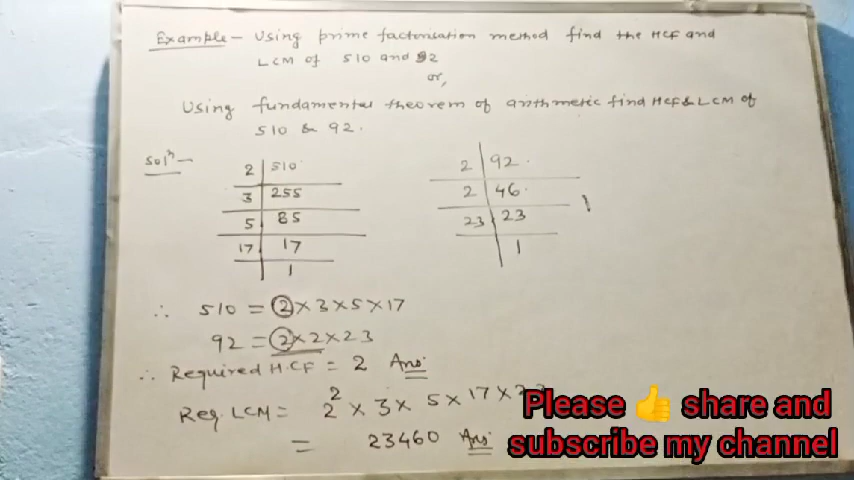 Example - Using prime factorisation method find the HCF and
LCM of 510 and 92
or,
Using fundamental theorem of arithmetic find HCF & LCM of
510 & 92.
Solⁿ -
2 | 510
3 | 255
5 | 85
17 | 17
1
2 | 92
2 | 46
23 | 23
1
∴ 510 = 2 × 3 × 5 × 17
92 = 2 × 2 × 23
∴ Required H.C.F = 2 Ans:
Req. LCM = 2² × 3 × 5 × 17 ×
= 23460 Ans:
Please 👍 share and
subscribe my channel